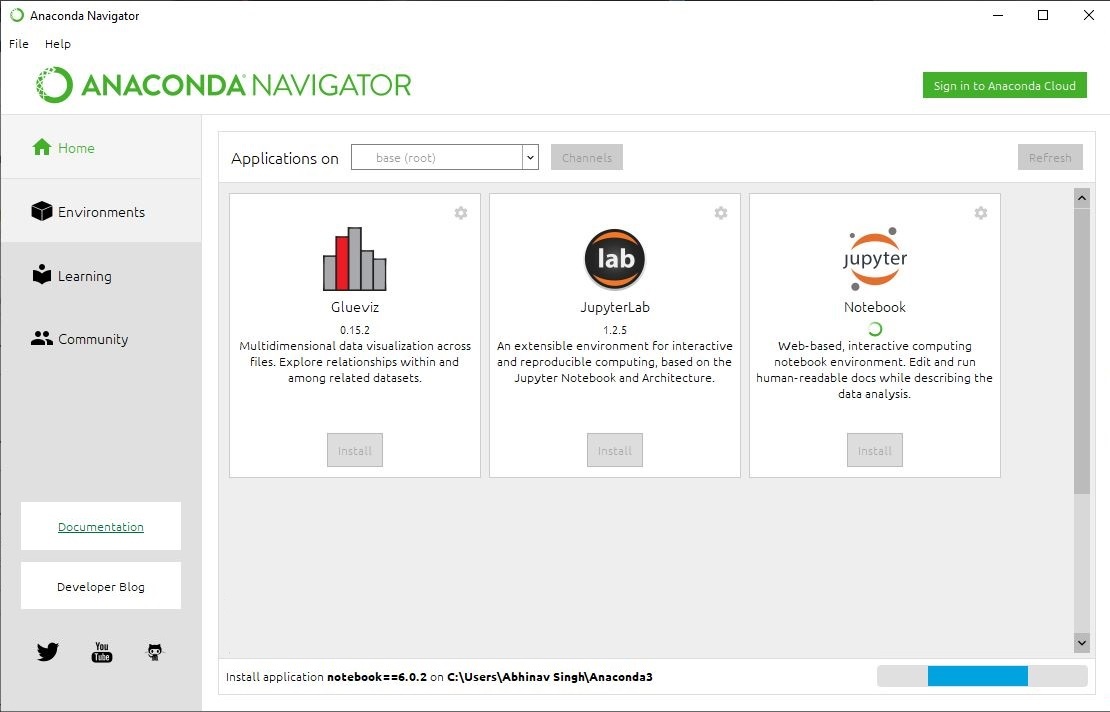 Anaconda Navigator
File Help
ANACONDA NAVIGATOR
Sign in to Anaconda Cloud
Home
Environments
Learning
Community
Documentation
Developer Blog
You
Tube
Applications on base (root) Channels Refresh
Glueviz
0.15.2
Multidimensional data visualization across
files. Explore relationships within and
among related datasets.
Install
lab
JupyterLab
1.2.5
An extensible environment for interactive
and reproducible computing, based on the
Jupyter Notebook and Architecture.
Install
jupyter
Notebook
Web-based, interactive computing
notebook environment. Edit and run
human-readable docs while describing the
data analysis.
Install
Install application notebook==6.0.2 on C:\Users\Abhinav Singh\Anaconda3